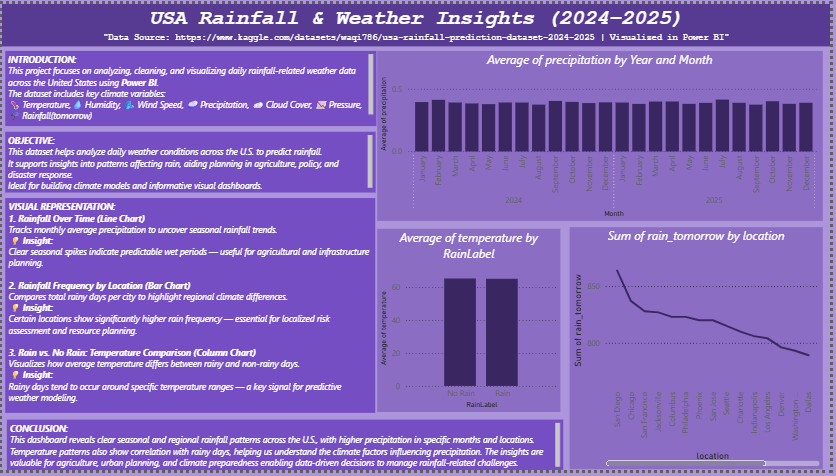 USA Rainfall & Weather Insights (2024–2025)
"Data Source: https://www.kaggle.com/datasets/waqi786/usa-rainfall-prediction-dataset-2024-2025 | Visualised in Power BI"
INTRODUCTION:
This project focuses on analyzing, cleaning, and visualizing daily rainfall-related weather data
across the United States using Power BI.
The dataset includes key climate variables:
Temperature, Humidity, Wind Speed, Precipitation, Cloud Cover, Pressure,
Rainfall(tomorrow)
OBJECTIVE:
This dataset helps analyze daily weather conditions across the U.S. to predict rainfall.
It supports insights into patterns affecting rain, aiding planning in agriculture, policy, and
disaster response.
Ideal for building climate models and informative visual dashboards.
VISUAL REPRESENTATION:
1. Rainfall Over Time (Line Chart)
Tracks monthly average precipitation to uncover seasonal rainfall trends.
💡 Insight:
Clear seasonal spikes indicate predictable wet periods — useful for agricultural and infrastructure
planning.
2. Rainfall Frequency by City (Bar Chart)
Compares total rainy days per city to highlight regional climate differences.
💡 Insight:
Certain locations show significantly higher rain frequency — essential for localized risk
assessment and resource planning.
3. Rain vs. No Rain: Temperature Comparison (Column Chart)
Visualizes how average temperature differs between rainy and non-rainy days.
💡 Insight:
Rainy days tend to occur around specific temperature ranges — a key signal for predictive
weather modeling.
CONCLUSION:
This dashboard reveals clear seasonal and regional rainfall patterns across the U.S., with higher precipitation in specific months and locations.
Temperature patterns also show correlation with rainy days, helping us understand the climate factors influencing precipitation. The insights are
valuable for agriculture, urban planning, and climate preparedness enabling data-driven decisions to manage rainfall-related challenges.
Average of precipitation by Year and Month
Average of precipitation
0.5
0.0
January
February
March
April
May
June
July
August
September
October
November
December
January
February
March
April
May
June
July
August
September
October
November
December
2024
2025
Month
Average of temperature by
RainLabel
Average of temperature
60
40
20
0
No Rain
Rain
RainLabel
Sum of rain_tomorrow by location
Sum of rain_tomorrow
850
800
San Diego
Chicago
San Francisco
Jacksonville
Columbus
Philadelphia
Phoenix
San Jose
Seattle
Charlotte
Indianapolis
Los Angeles
Denver
Washington
Dallas
location